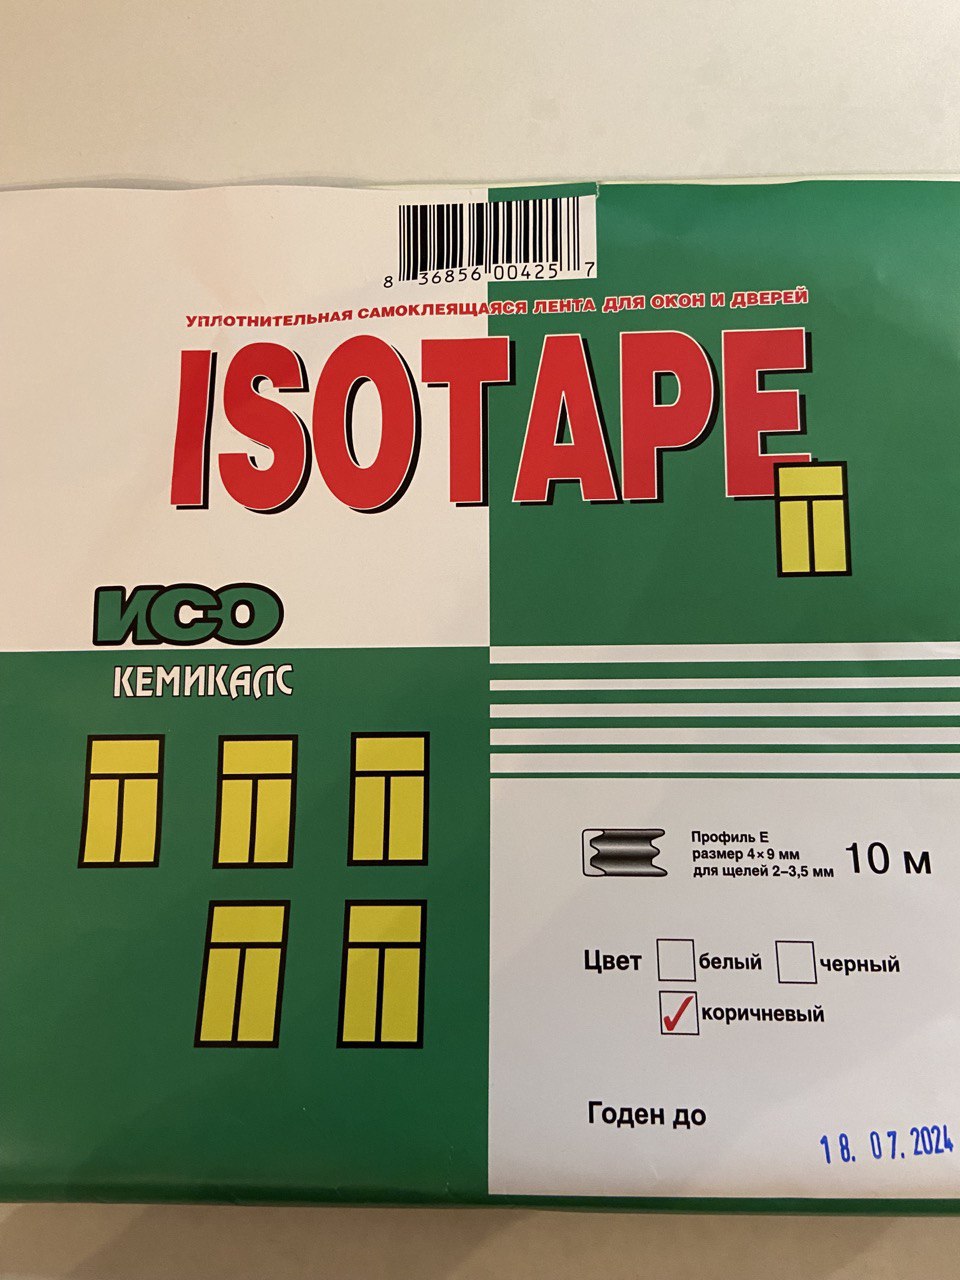 8 36856 00425 7
УПЛОТНИТЕЛЬНАЯ САМОКЛЕЯЩАЯСЯ ЛЕНТА ДЛЯ ОКОН И ДВЕРЕЙ
ISOTAPE
ИСО
КЕМИКАЛС
Профиль Е
размер 4×9 мм
для щелей 2–3,5 мм
10 м
Цвет белый черный
коричневый
Годен до
18. 07. 2024